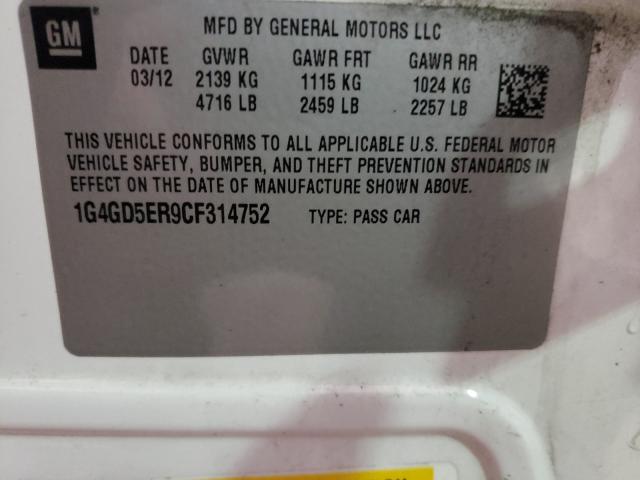 GM
MFD BY GENERAL MOTORS LLC
DATE GVWR GAWR FRT GAWR RR
03/12 2139 KG 1115 KG 1024 KG
4716 LB 2459 LB 2257 LB
THIS VEHICLE CONFORMS TO ALL APPLICABLE U.S. FEDERAL MOTOR
VEHICLE SAFETY, BUMPER, AND THEFT PREVENTION STANDARDS IN
EFFECT ON THE DATE OF MANUFACTURE SHOWN ABOVE.
1G4GD5ER9CF314752 TYPE: PASS CAR